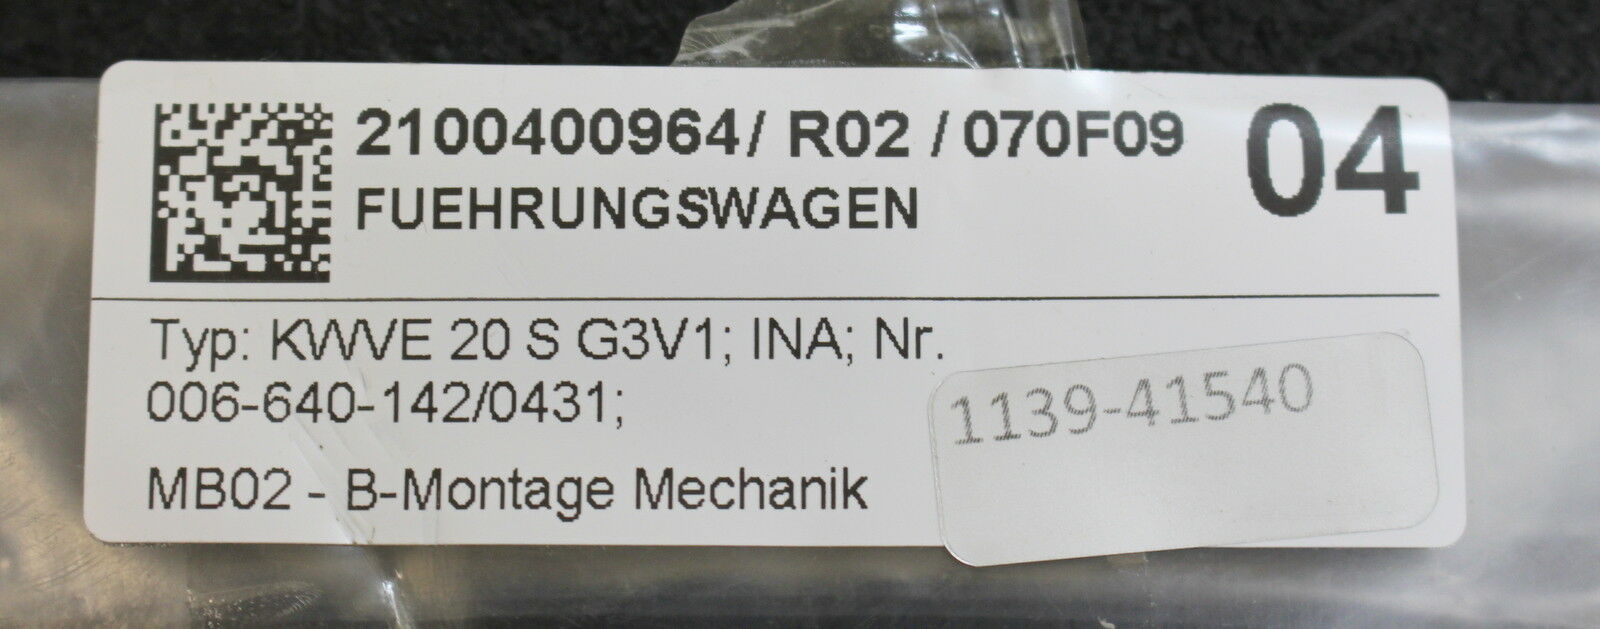 2100400964/ R02 / 070F09
04
FUEHRUNGSWAGEN
Typ: KWVE 20 S G3V1; INA; Nr.
006-640-142/0431;
1139-41540
MB02 - B-Montage Mechanik